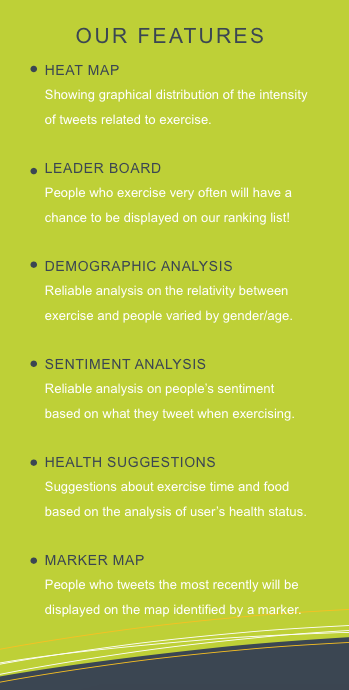 OUR FEATURES
HEAT MAP
Showing graphical distribution of the intensity
of tweets related to exercise.
LEADER BOARD
People who exercise very often will have a
chance to be displayed on our ranking list!
DEMOGRAPHIC ANALYSIS
Reliable analysis on the relativity between
exercise and people varied by gender/age.
SENTIMENT ANALYSIS
Reliable analysis on people's sentiment
based on what they tweet when exercising.
HEALTH SUGGESTIONS
Suggestions about exercise time and food
based on the analysis of user's health status.
MARKER MAP
People who tweets the most recently will be
displayed on the map identified by a marker.